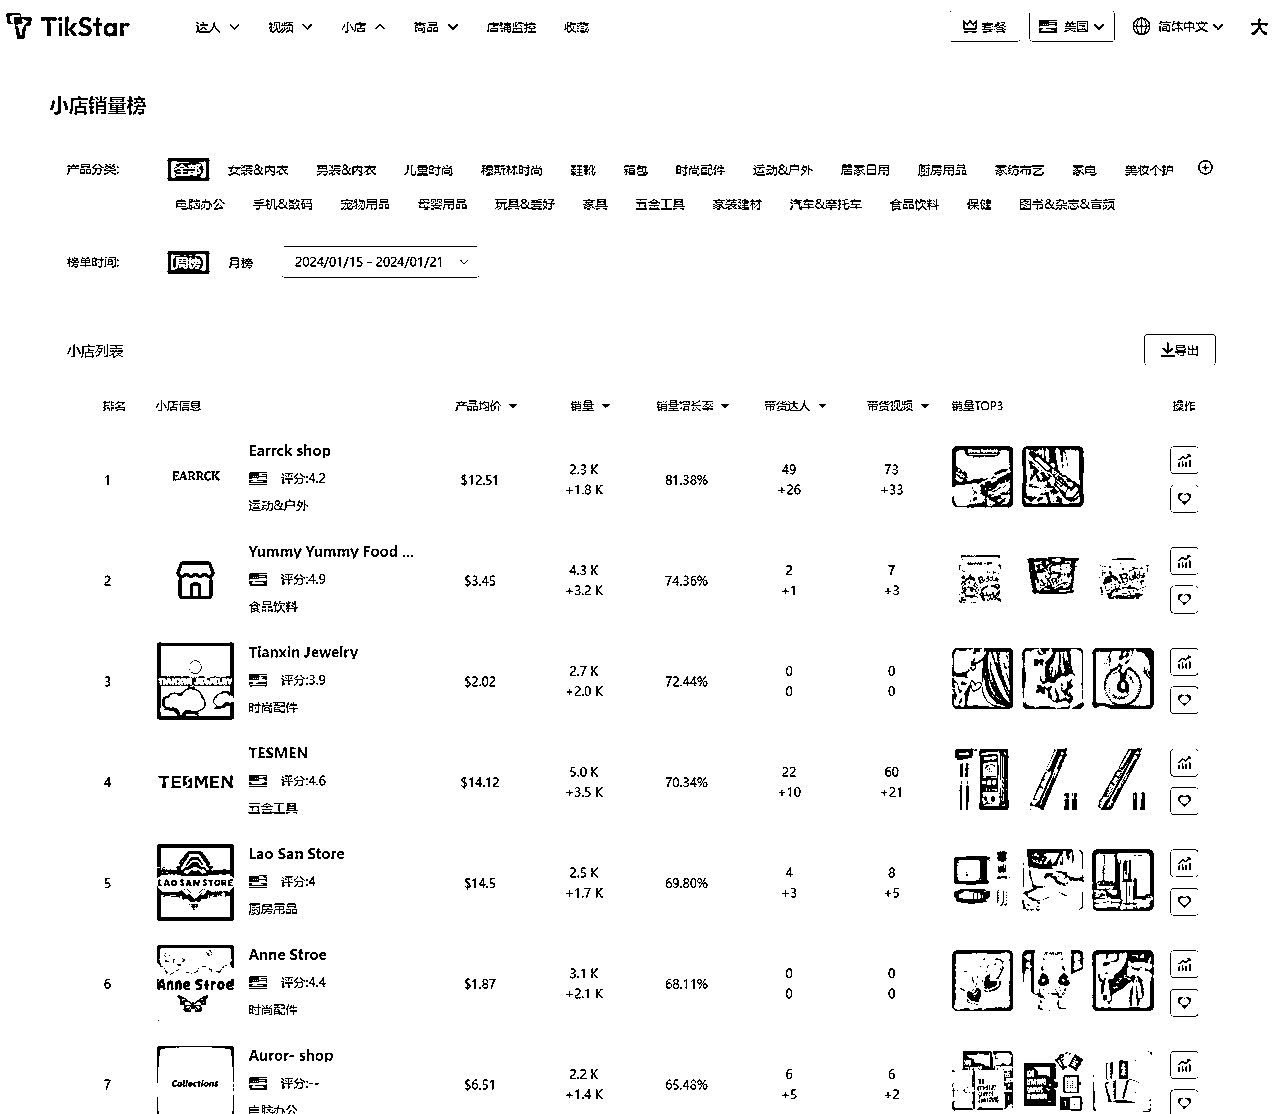 TikStar 达人 视频 小店 商品 店铺监控 收藏 套餐 美国 简体中文 大
小店销量榜
产品分类: 全部 女装&内衣 男装&内衣 儿童时尚 穆斯林时尚 鞋靴 箱包 时尚配件 运动&户外 居家日用 厨房用品 家纺布艺 家电 美妆个护
电脑办公 手机&数码 宠物用品 母婴用品 玩具&爱好 家具 五金工具 家装建材 汽车&摩托车 食品饮料 保健 图书&杂志&音频
榜单时间: 周榜 月榜 2024/01/15 - 2024/01/21
小店列表 导出
排名 小店信息 产品均价 销量 销量增长率 带货达人 带货视频 销量TOP3 操作
Earrck shop
EARRCK
1 评分:4.2 $12.51 2.3 K +1.8 K 81.38% 49 +26 73 +33
运动&户外
Yummy Yummy Food ...
2 评分:4.9 $3.45 4.3 K +3.2 K 74.36% 2 +1 7 +3
食品饮料
Tianxin Jewelry
TIANXIN JEWELRY
3 评分:3.9 $2.02 2.7 K +2.0 K 72.44% 0 0 0 0
时尚配件
TESMEN
TESMEN
4 评分:4.6 $14.12 5.0 K +3.5 K 70.34% 22 +10 60 +21
五金工具
Lao San Store
LAO SAN STORE
5 评分:4 $14.5 2.5 K +1.7 K 69.80% 4 +3 8 +5
厨房用品
Anne Stroe
Anne Stroe
6 评分:4.4 $1.87 3.1 K +2.1 K 68.11% 0 0 0 0
时尚配件
Auror- shop
Collections
7 评分:-- $6.51 2.2 K +1.4 K 65.48% 6 +5 6 +2
电脑办公